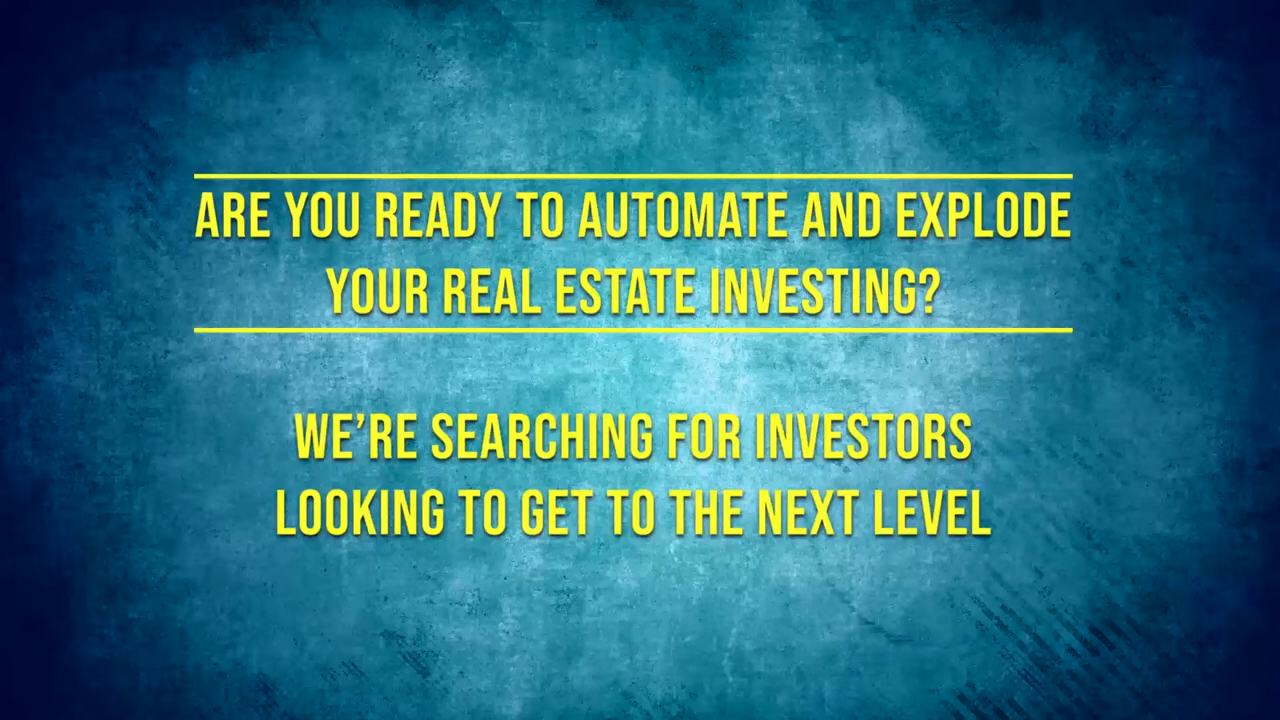 ARE YOU READY TO AUTOMATE AND EXPLODE
YOUR REAL ESTATE INVESTING?
WE’RE SEARCHING FOR INVESTORS
LOOKING TO GET TO THE NEXT LEVEL